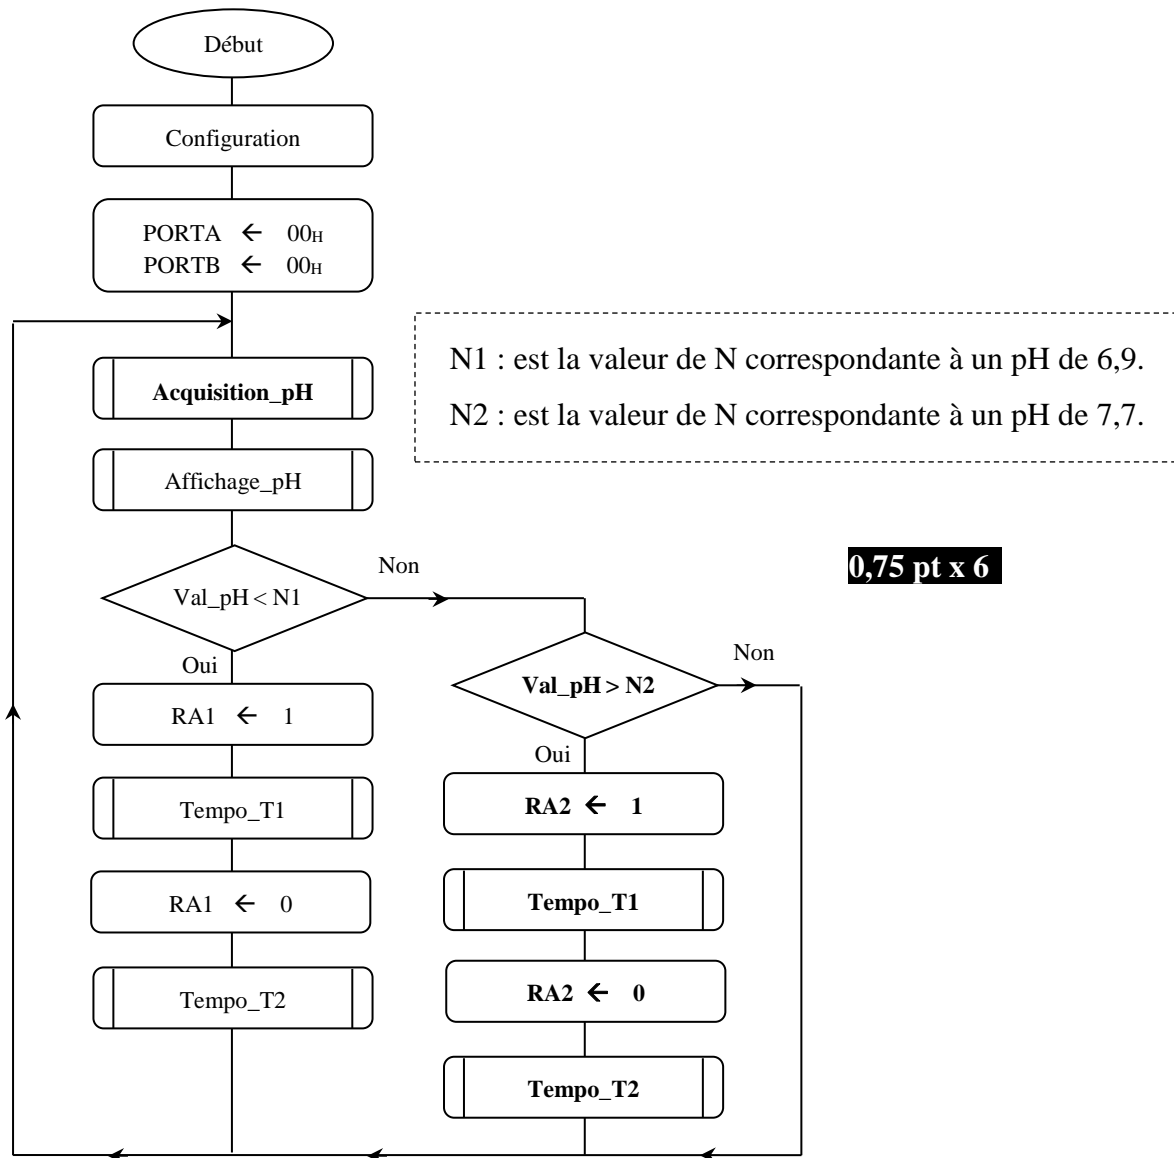 Début
Configuration
PORTA ← 00H
PORTB ← 00H
N1 : est la valeur de N correspondante à un pH de 6,9.
N2 : est la valeur de N correspondante à un pH de 7,7.
Acquisition_pH
Affichage_pH
0,75 pt x 6
Val_pH < N1
Non
Oui
RA1 ← 1
Tempo_T1
RA1 ← 0
Tempo_T2
Val_pH > N2
Non
Oui
RA2 ← 1
Tempo_T1
RA2 ← 0
Tempo_T2